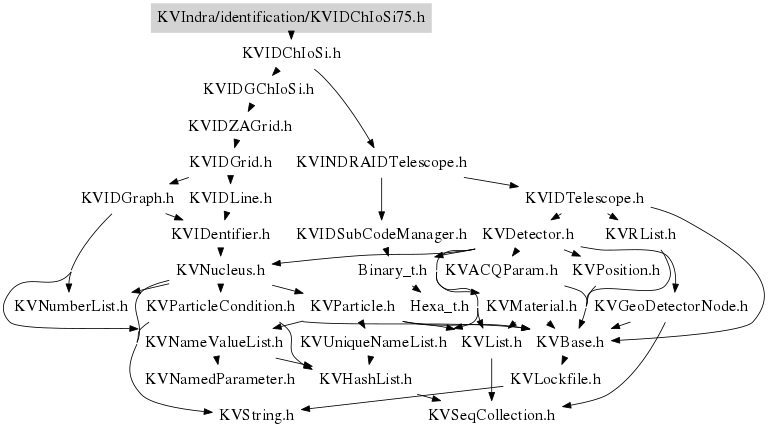 KVIndra/identification/KVIDChIoSi75.h
KVIDChIoSi.h
KVIDGChIoSi.h
KVIDZAGrid.h
KVIDGrid.h KVINDRAIDTelescope.h
KVIDGraph.h KVIDLine.h KVIDTelescope.h
KVIDentifier.h KVIDSubCodeManager.h KVDetector.h KVRList.h
KVNucleus.h Binary_t.h KVACQParam.h KVPosition.h
KVNumberList.h KVParticleCondition.h KVParticle.h Hexa_t.h KVMaterial.h KVGeoDetectorNode.h
KVNameValueList.h KVUniqueNameList.h KVList.h KVBase.h
KVNamedParameter.h KVHashList.h KVLockfile.h
KVString.h KVSeqCollection.h